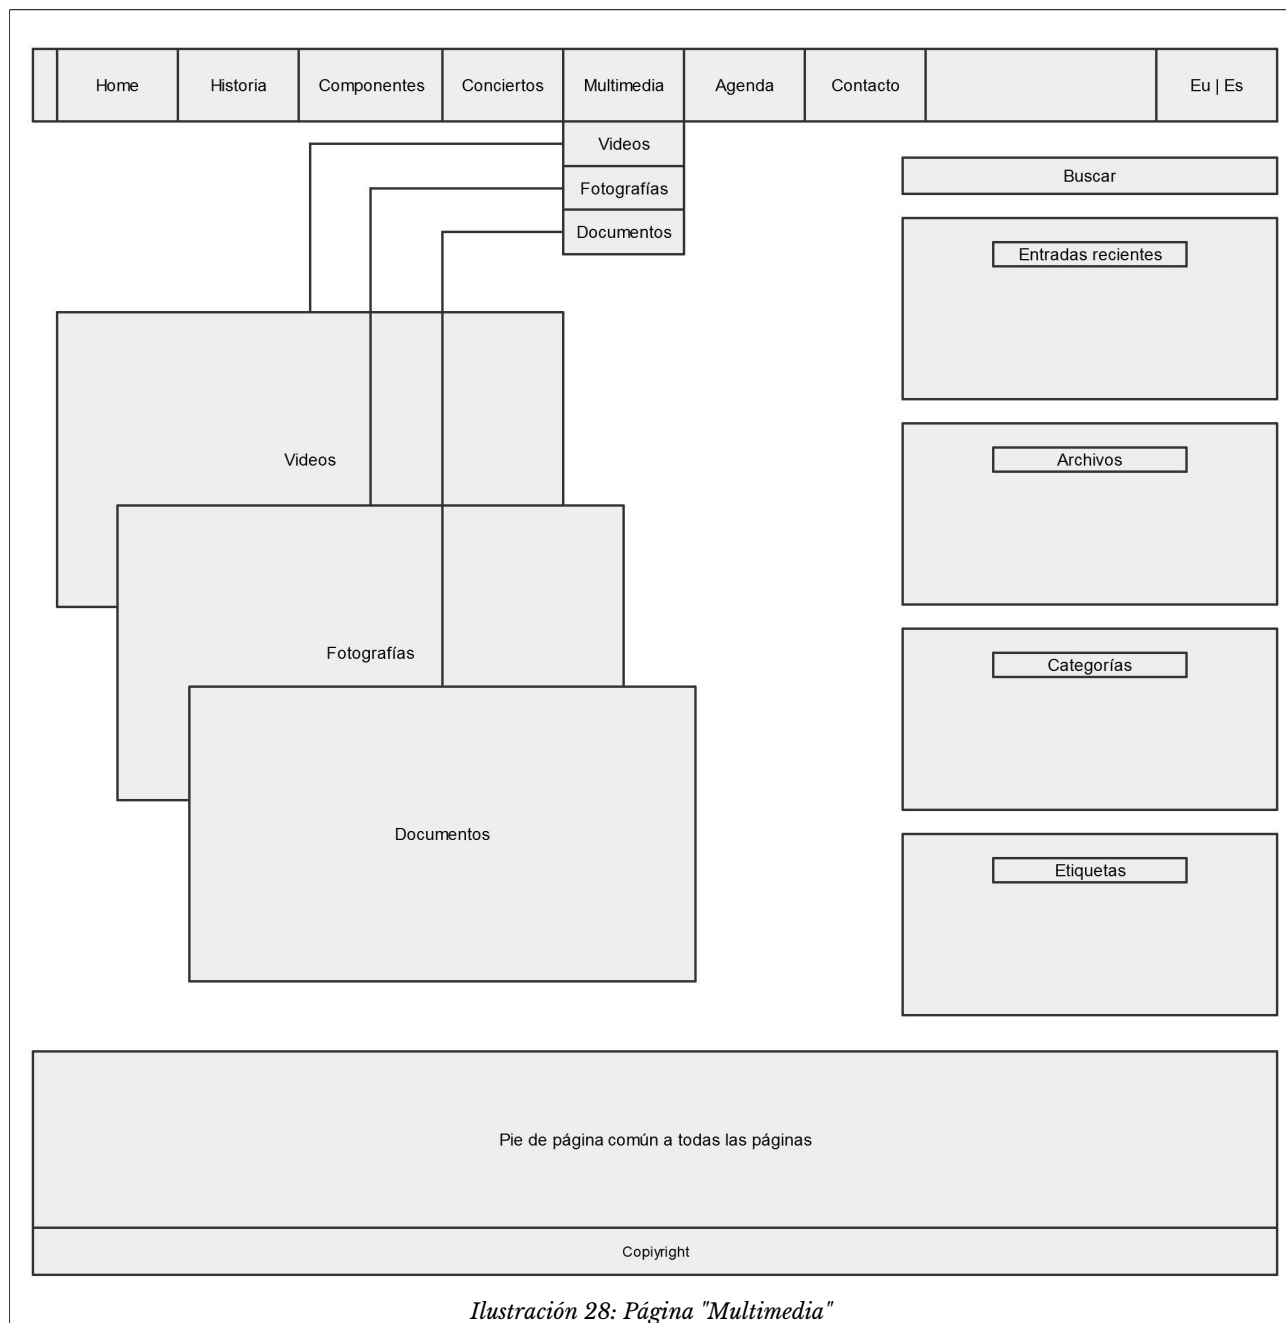 Home Historia Componentes Conciertos Multimedia Agenda Contacto Eu | Es
Videos
Fotografías
Documentos
Buscar
Entradas recientes
Archivos
Categorías
Etiquetas
Videos
Fotografías
Documentos
Pie de página común a todas las páginas
Copiyright
Ilustración 28: Página "Multimedia"